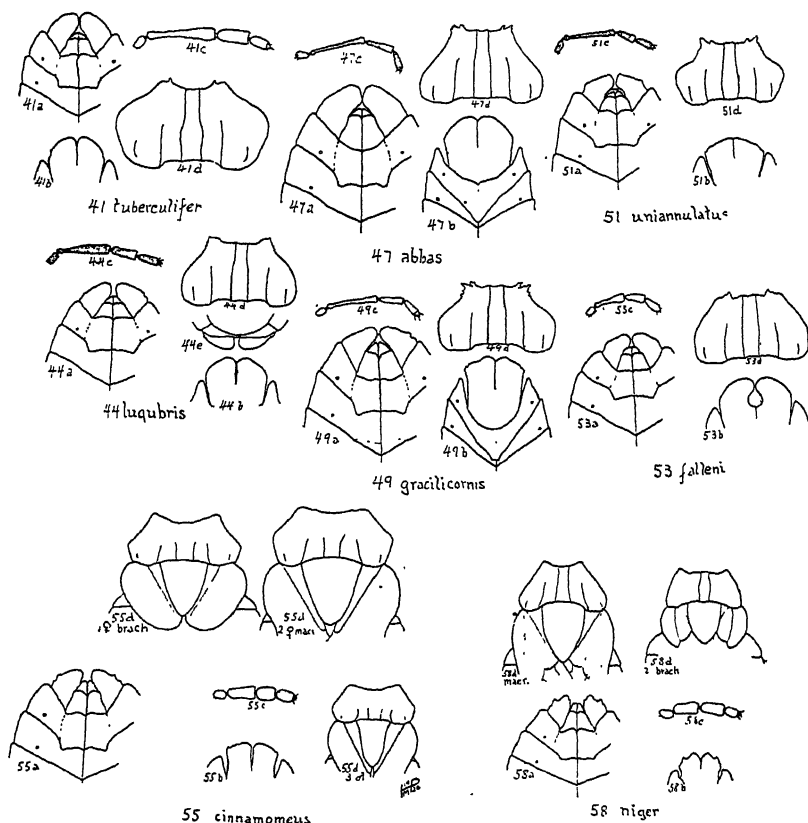 41a
41c
41d
41b
41 tuberculifer
47c
47d
47a
47b
47 abbas
51c
51d
51a
51b
51 uniannulatus
44c
44d
44e
44a
44b
44 lugubris
49c
49d
49a
49b
49 gracilicornis
53c
53d
53a
53b
53 falleni
55d
1♀ brach
55d
2♀ macr
55a
55c
55b
55d
3♂
55 cinnamomeus
58d
macr.
58d
2 brach
58a
58c
58b
58 niger